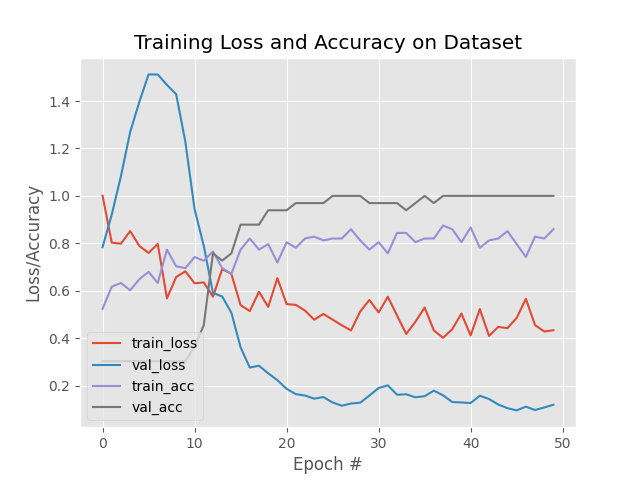 Training Loss and Accuracy on Dataset
Loss/Accuracy
1.4
1.2
1.0
0.8
0.6
0.4
0.2
train_loss
val_loss
train_acc
val_acc
0 10 20 30 40 50
Epoch #